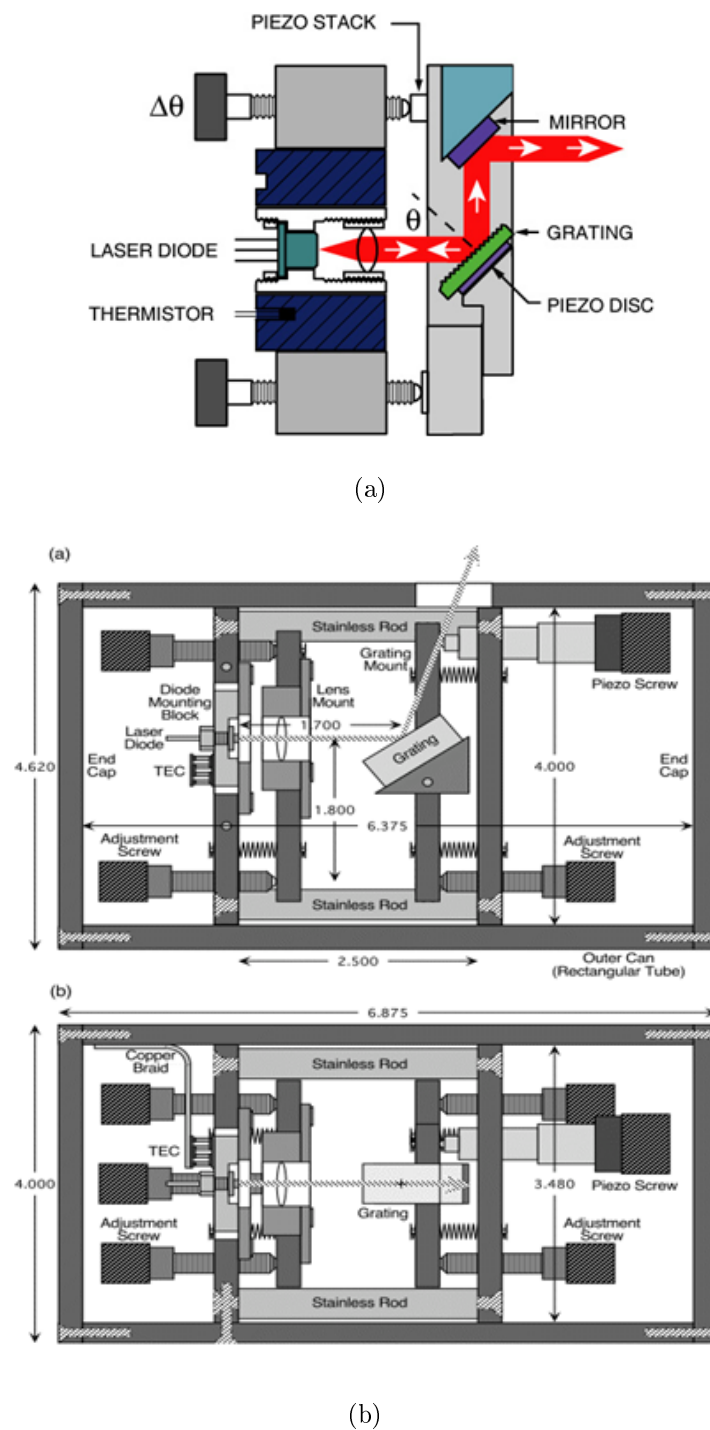 PIEZO STACK
Δθ
MIRROR
θ
GRATING
LASER DIODE
PIEZO DISC
THERMISTOR
(a)
(a)
Stainless Rod
Grating
Mount
Piezo Screw
Diode
Mounting
Block
Lens
Mount
1.700
Laser
Diode
Grating
End
Cap
TEC
End
Cap
4.620
4.000
1.800
6.375
Adjustment
Screw
Adjustment
Screw
Stainless Rod
2.500
Outer Can
(Rectangular Tube)
(b)
6.875
Copper
Braid
Stainless Rod
TEC
4.000
3.480
Piezo Screw
Grating
Adjustment
Screw
Adjustment
Screw
Stainless Rod
(b)